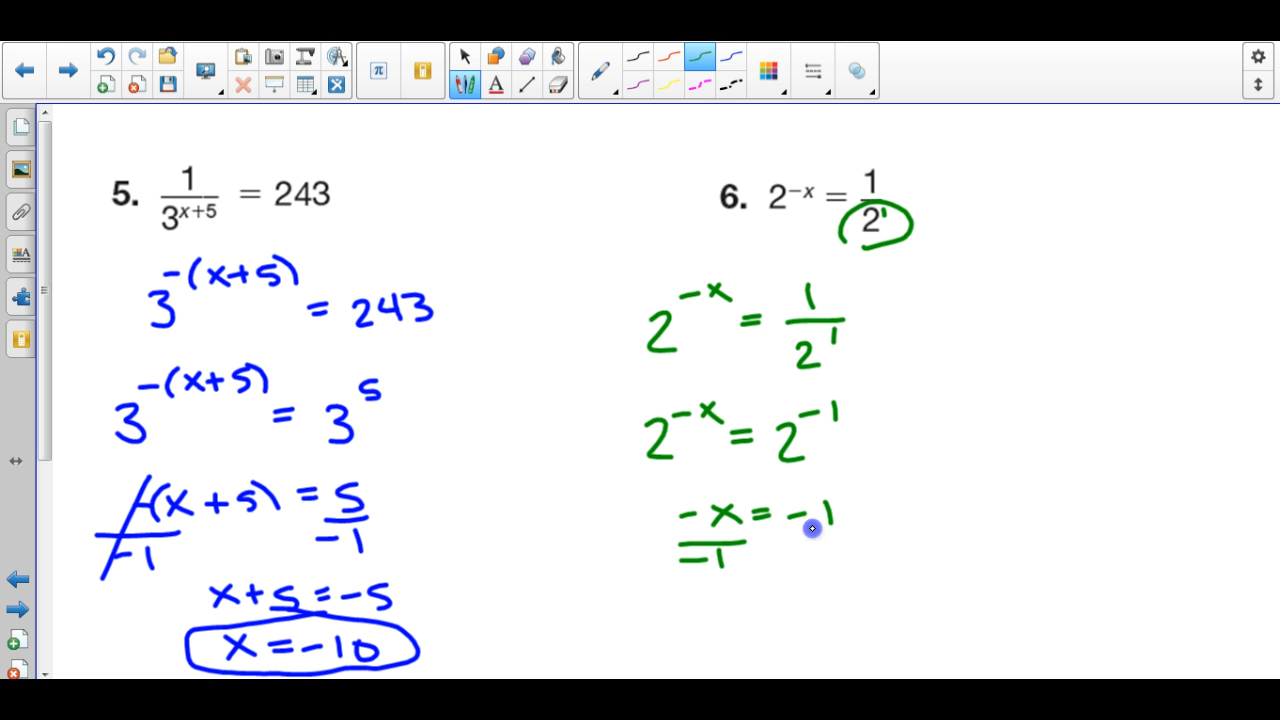 5. 1/3^(x+5) = 243
3^-(x+5) = 243
3^-(x+5) = 3^5
-(x+5)/-1 = 5/-1
x+5 = -5
x = -10
6. 2^-x = 1/2^1
2^-x = 1/2^1
2^-x = 2^-1
-x/-1 = -1